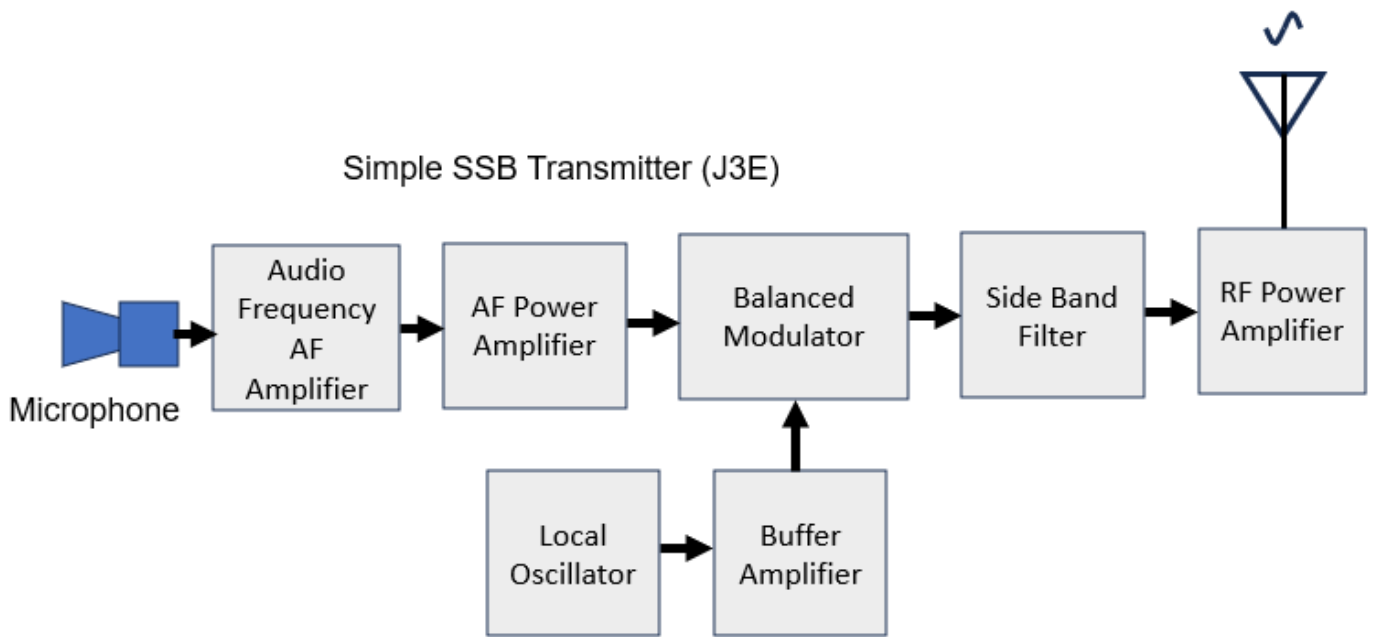 Simple SSB Transmitter (J3E)
Microphone
Audio
Frequency
AF
Amplifier
AF Power
Amplifier
Balanced
Modulator
Side Band
Filter
RF Power
Amplifier
Local
Oscillator
Buffer
Amplifier